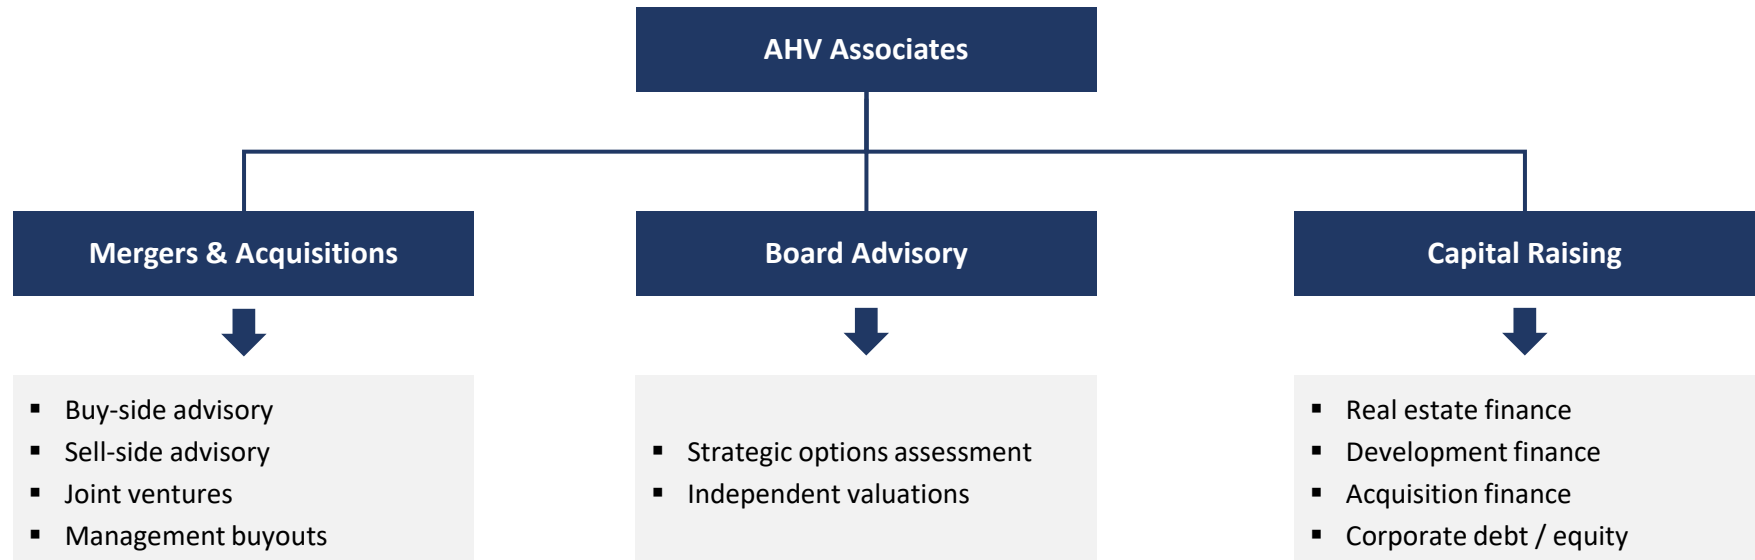 AHV Associates
Mergers & Acquisitions
Board Advisory
Capital Raising
▪ Buy-side advisory
▪ Sell-side advisory
▪ Joint ventures
▪ Management buyouts
▪ Strategic options assessment
▪ Independent valuations
▪ Real estate finance
▪ Development finance
▪ Acquisition finance
▪ Corporate debt / equity